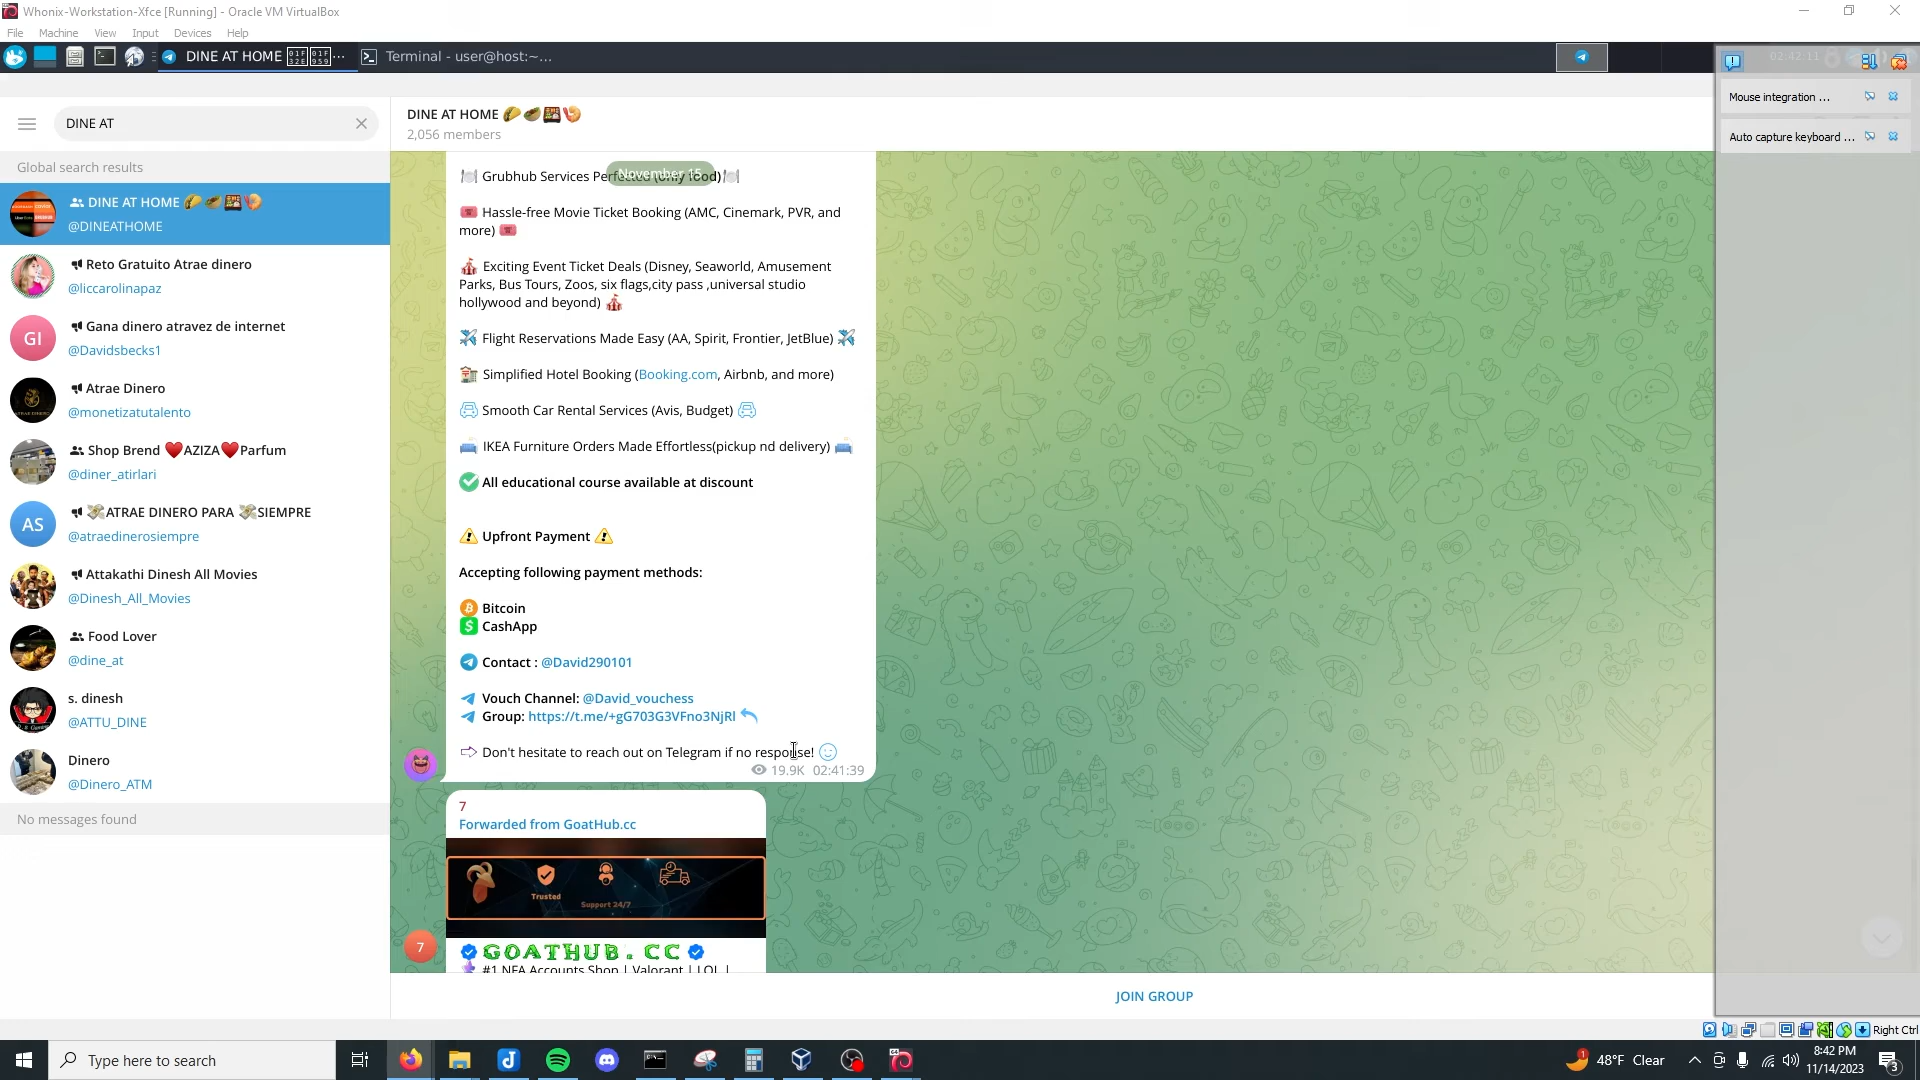 Whonix-Workstation-Xfce [Running] - Oracle VM VirtualBox
File Machine View Input Devices Help
DINE AT HOME 01F32E 01F959 ...
Terminal - user@host:~...
02:42:11
Mouse integration ...
Auto capture keyboard ...
DINE AT
DINE AT HOME 🌮🥙🍱🍤
2,056 members
Global search results
DINE AT HOME 🌮🥙🍱🍤
@DINEATHOME
Reto Gratuito Atrae dinero
@liccarolinapaz
GI
Gana dinero atravez de internet
@Davidsbecks1
Atrae Dinero
@monetizatutalento
Shop Brend ❤️AZIZA❤️Parfum
@diner_atirlari
AS
💸ATRAE DINERO PARA 💸SIEMPRE
@atraedinerosiempre
Attakathi Dinesh All Movies
@Dinesh_All_Movies
Food Lover
@dine_at
s. dinesh
@ATTU_DINE
Dinero
@Dinero_ATM
No messages found
November 15
🍽️ Grubhub Services Perfected (only food)🍽️
🎟️ Hassle-free Movie Ticket Booking (AMC, Cinemark, PVR, and
more) 🎟️
🎪 Exciting Event Ticket Deals (Disney, Seaworld, Amusement
Parks, Bus Tours, Zoos, six flags,city pass ,universal studio
hollywood and beyond) 🎪
✈️ Flight Reservations Made Easy (AA, Spirit, Frontier, JetBlue) ✈️
🏨 Simplified Hotel Booking (Booking.com, Airbnb, and more)
🚘 Smooth Car Rental Services (Avis, Budget) 🚘
🛋️ IKEA Furniture Orders Made Effortless(pickup nd delivery) 🛋️
✅ All educational course available at discount
⚠️ Upfront Payment ⚠️
Accepting following payment methods:
Bitcoin
CashApp
Contact : @David290101
Vouch Channel: @David_vouchess
Group: https://t.me/+gG703G3VFno3NjRl
Don't hesitate to reach out on Telegram if no response!
19.9K 02:41:39
7
Forwarded from GoatHub.cc
Trusted
Support 24/7
7
GOATHUB.CC
#1 NFA Accounts Shop | Valorant | LOL |
JOIN GROUP
Right Ctrl
Type here to search
1
48°F Clear
8:42 PM
11/14/2023
3